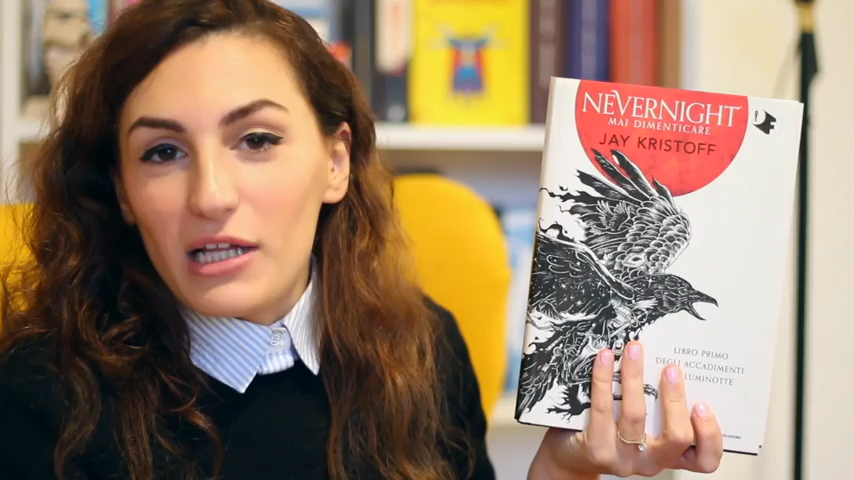 NEVERNIGHT
MAI DIMENTICARE
JAY KRISTOFF
LIBRO PRIMO
DEGLI ACCADIMENTI
LUMINOTTE